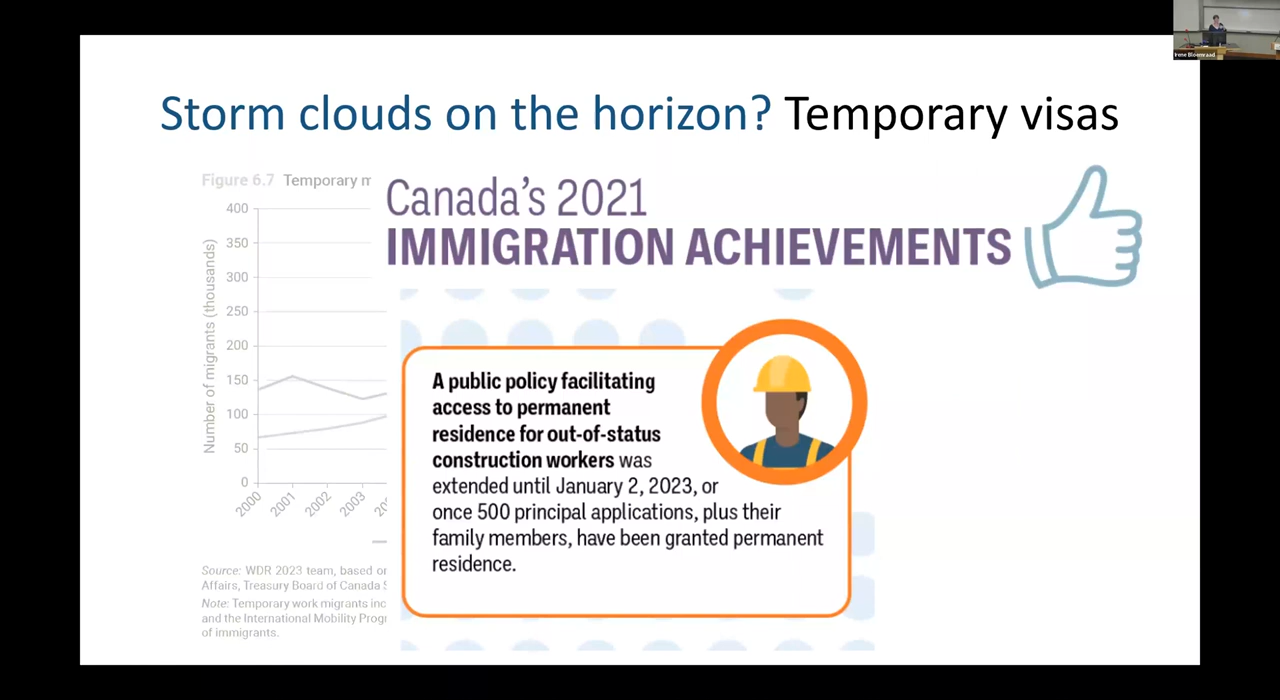 Irene Bloemraad
Storm clouds on the horizon? Temporary visas
Figure 6.7 Temporary m
Canada's 2021
IMMIGRATION ACHIEVEMENTS
400
350
300
250
200
150
100
50
0
Number of migrants (thousands)
2000
2001
2002
2003
20
A public policy facilitating
access to permanent
residence for out-of-status
construction workers was
extended until January 2, 2023, or
once 500 principal applications, plus their
family members, have been granted permanent
residence.
Source: WDR 2023 team, based on
Affairs, Treasury Board of Canada S
Note: Temporary work migrants inc
and the International Mobility Progr
of immigrants.